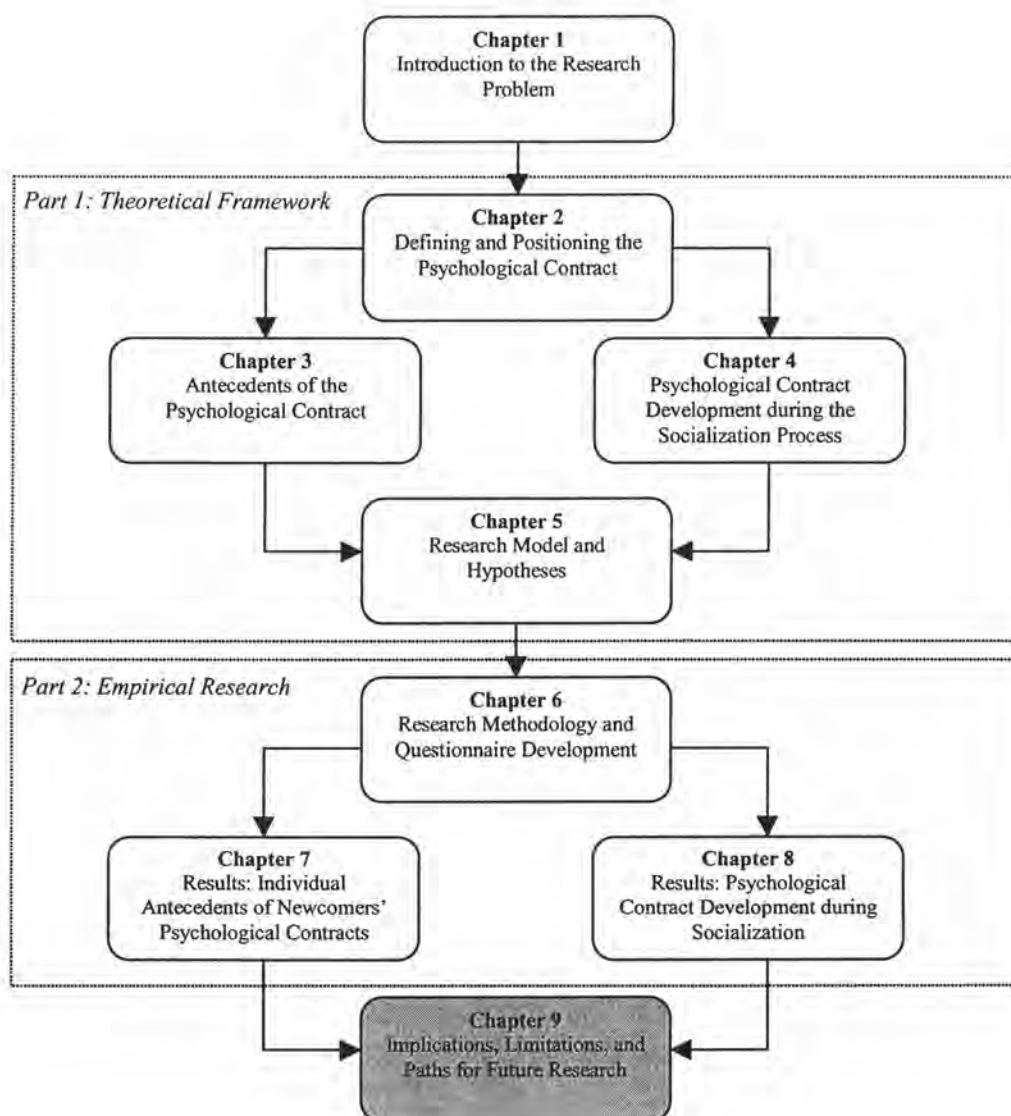 Chapter 1
Introduction to the Research
Problem
Part 1: Theoretical Framework
Chapter 2
Defining and Positioning the
Psychological Contract
Chapter 3
Antecedents of the
Psychological Contract
Chapter 4
Psychological Contract
Development during the
Socialization Process
Chapter 5
Research Model and
Hypotheses
Part 2: Empirical Research
Chapter 6
Research Methodology and
Questionnaire Development
Chapter 7
Results: Individual
Antecedents of Newcomers’
Psychological Contracts
Chapter 8
Results: Psychological
Contract Development during
Socialization
Chapter 9
Implications, Limitations, and
Paths for Future Research